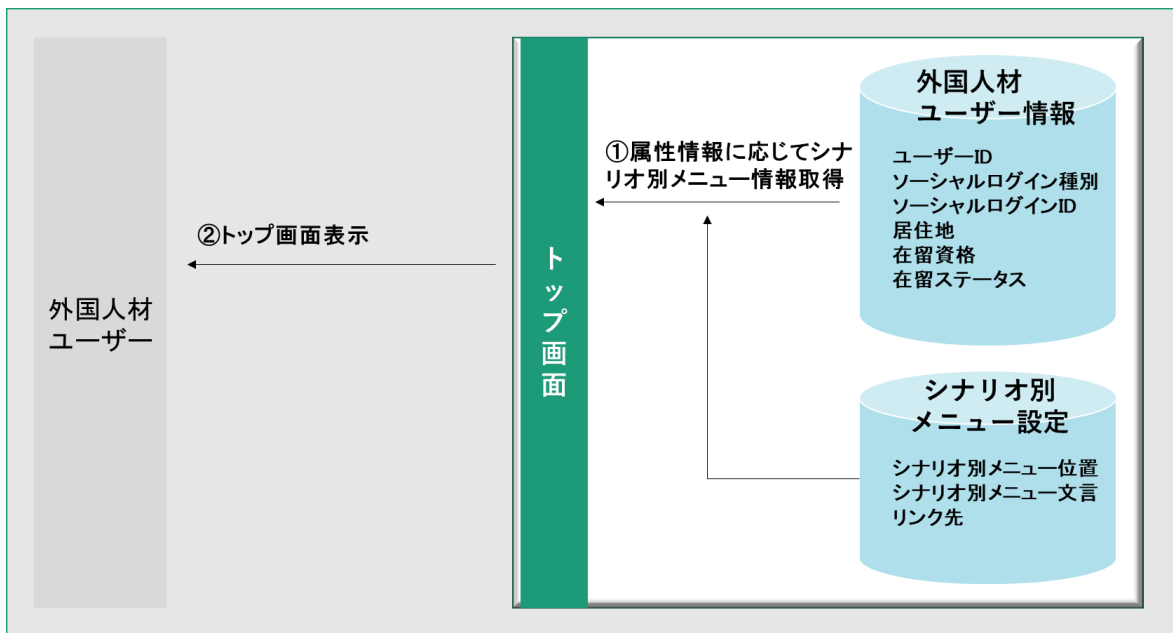 外国人材
ユーザー
②トップ画面表示
トップ画面
①属性情報に応じてシナ
リオ別メニュー情報取得
外国人材
ユーザー情報
ユーザーID
ソーシャルログイン種別
ソーシャルログインID
居住地
在留資格
在留ステータス
シナリオ別
メニュー設定
シナリオ別メニュー位置
シナリオ別メニュー文言
リンク先